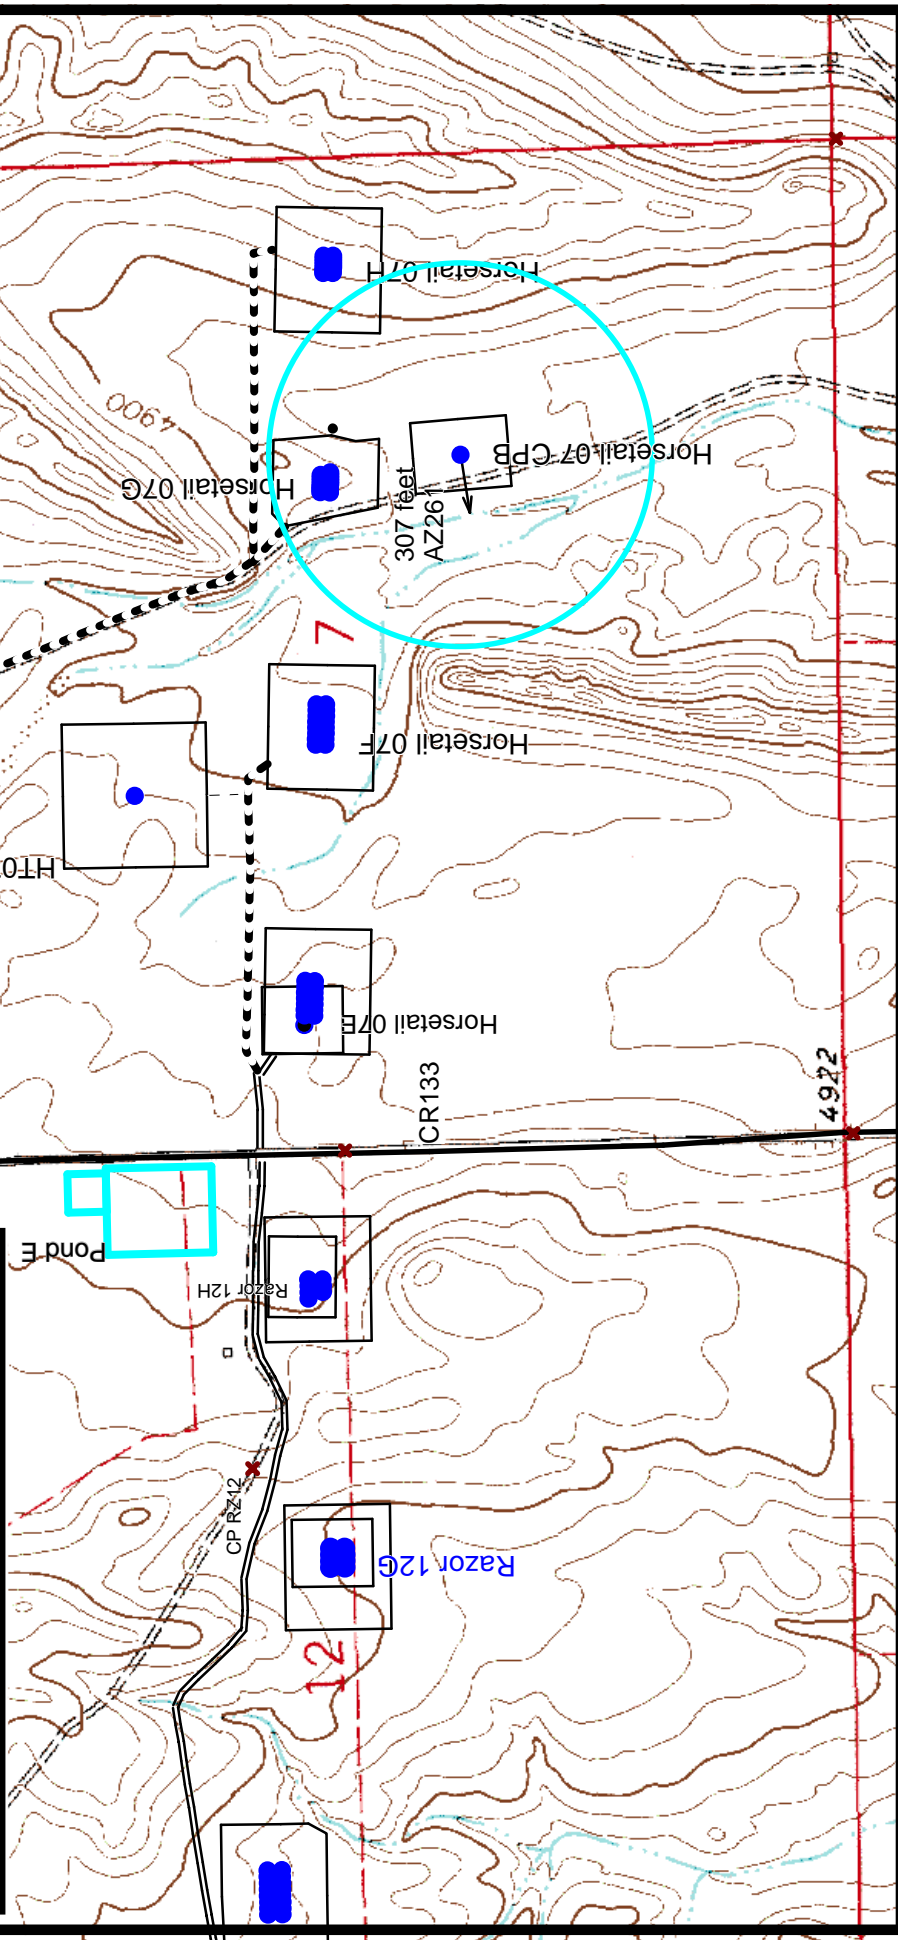 Horsetail 07H
4900
Horsetail 07 CPB
Horsetail 07G
307 feet
AZ261
7
Horsetail 07F
HT0
Horsetail 07E
4922
CR133
Pond E
Razor 12H
CP RZ12
Razor 12G
12